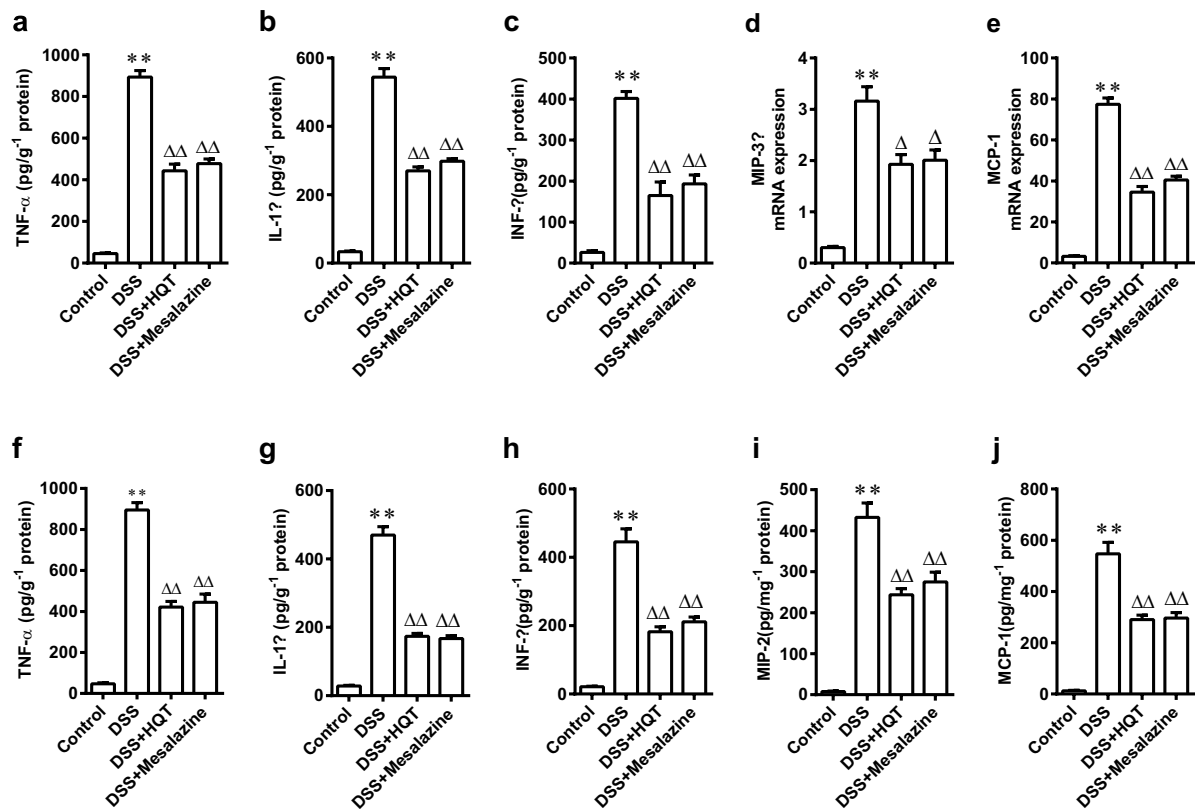 a
TNF-α (pg/g⁻¹ protein)
1000
800
600
400
200
0
**
ΔΔ
ΔΔ
Control
DSS
DSS+HQT
DSS+Mesalazine
b
IL-1? (pg/g⁻¹ protein)
600
400
200
0
**
ΔΔ
ΔΔ
Control
DSS
DSS+HQT
DSS+Mesalazine
c
INF-?(pg/g⁻¹ protein)
500
400
300
200
100
0
**
ΔΔ
ΔΔ
Control
DSS
DSS+HQT
DSS+Mesalazine
d
MIP-3?
mRNA expression
4
3
2
1
0
**
Δ
Δ
Control
DSS
DSS+HQT
DSS+Mesalazine
e
MCP-1
mRNA expression
100
80
60
40
20
0
**
ΔΔ
ΔΔ
Control
DSS
DSS+HQT
DSS+Mesalazine
f
TNF-α (pg/g⁻¹ protein)
1000
800
600
400
200
0
**
ΔΔ
ΔΔ
Control
DSS
DSS+HQT
DSS+Mesalazine
g
IL-1? (pg/g⁻¹ protein)
600
400
200
0
**
ΔΔ
ΔΔ
Control
DSS
DSS+HQT
DSS+Mesalazine
h
INF-?(pg/g⁻¹ protein)
600
400
200
0
**
ΔΔ
ΔΔ
Control
DSS
DSS+HQT
DSS+Mesalazine
i
MIP-2(pg/mg⁻¹ protein)
500
400
300
200
100
0
**
ΔΔ
ΔΔ
Control
DSS
DSS+HQT
DSS+Mesalazine
j
MCP-1(pg/mg⁻¹ protein)
800
600
400
200
0
**
ΔΔ
ΔΔ
Control
DSS
DSS+HQT
DSS+Mesalazine